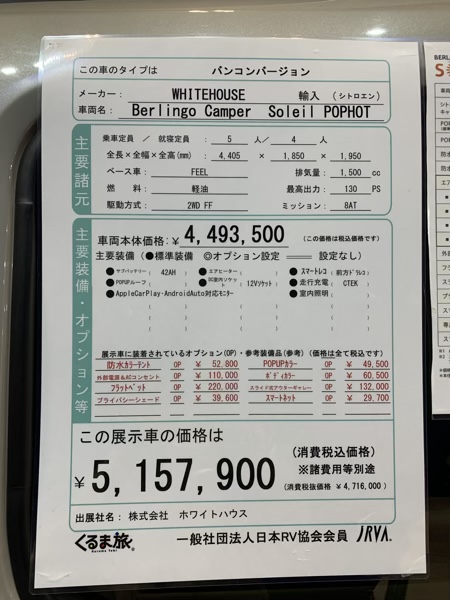 この車のタイプは バンコンバージョン
メーカー: WHITEHOUSE 輸入 (シトロエン)
車両名: Berlingo Camper Soleil POPHOT
主要諸元
乗車定員 / 就寝定員: 5 人/ 4 人
全長×全幅×全高(mm): 4,405 × 1,850 × 1,950
ベース車: FEEL 排気量: 1,500 cc
燃 料: 軽油 最高出力: 130 PS
駆動方式: 2WD FF ミッション: 8AT
主要装備・オプション等
車両本体価格:¥ 4,493,500 (この価格は税込価格です)
主要装備(●標準装備 ◎オプション設定 ═══ 設定なし)
●サブバッテリー 42AH ●エアヒーター ●スマートレコ 前方ドラレコ
●POPUPルーフ ●DC室内ソケット 12Vソケット ●走行充電 CTEK
●AppleCarPlay・AndroidAuto対応モニター ●室内照明
展示車に装着されているオプション(OP)・参考装備品(参考) (価格は全て税込です)
防水カラーテント OP ¥ 52,800 POPUPカラー OP ¥ 49,500
外部電源&ACコンセント OP ¥ 110,000 ボディカラー OP ¥ 60,500
フラットベット OP ¥ 220,000 スライド式アウターギャレー OP ¥ 132,000
プライバシーシェード OP ¥ 39,600 スマートネット OP ¥ 29,700
この展示車の価格は
¥5,157,900 (消費税込価格)
※諸費用等別途
(消費税抜価格 ¥ 4,716,000)
出展社名: 株式会社 ホワイトハウス
くるま旅® 一般社団法人日本RV協会会員 JRVA.
Kuruma Tabi